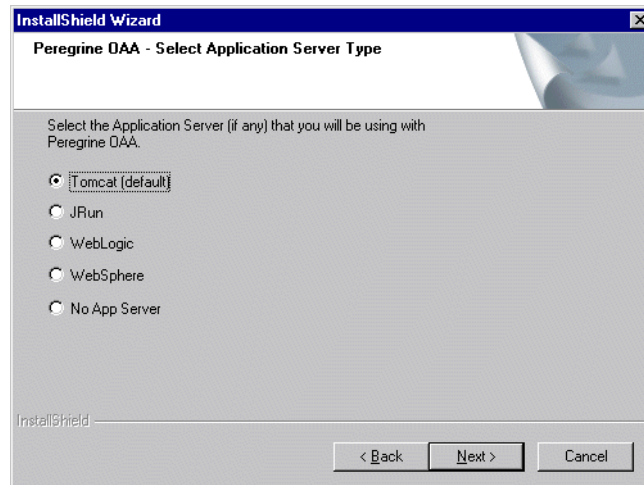 InstallShield Wizard
Peregrine OAA - Select Application Server Type
Select the Application Server (if any) that you will be using with
Peregrine OAA.
Tomcat (default)
JRun
WebLogic
WebSphere
No App Server
InstallShield
< Back Next > Cancel